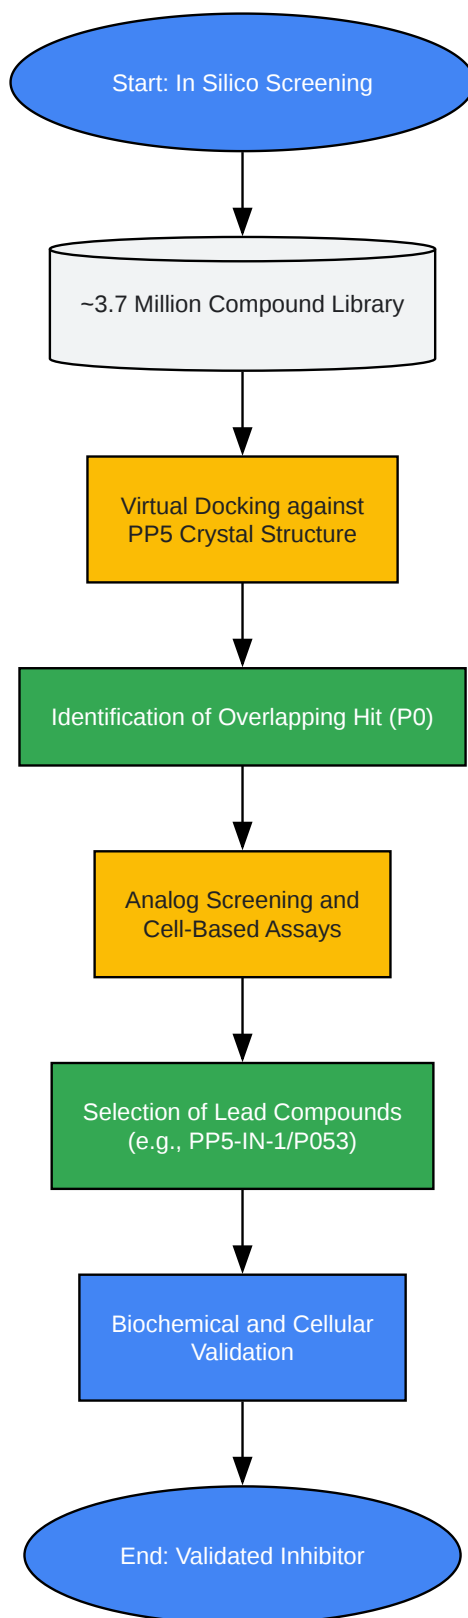 Start: In Silico Screening
~3.7 Million Compound Library
Virtual Docking against
PP5 Crystal Structure
Identification of Overlapping Hit (P0)
Analog Screening and
Cell-Based Assays
Selection of Lead Compounds
(e.g., PP5-IN-1/P053)
Biochemical and Cellular
Validation
End: Validated Inhibitor